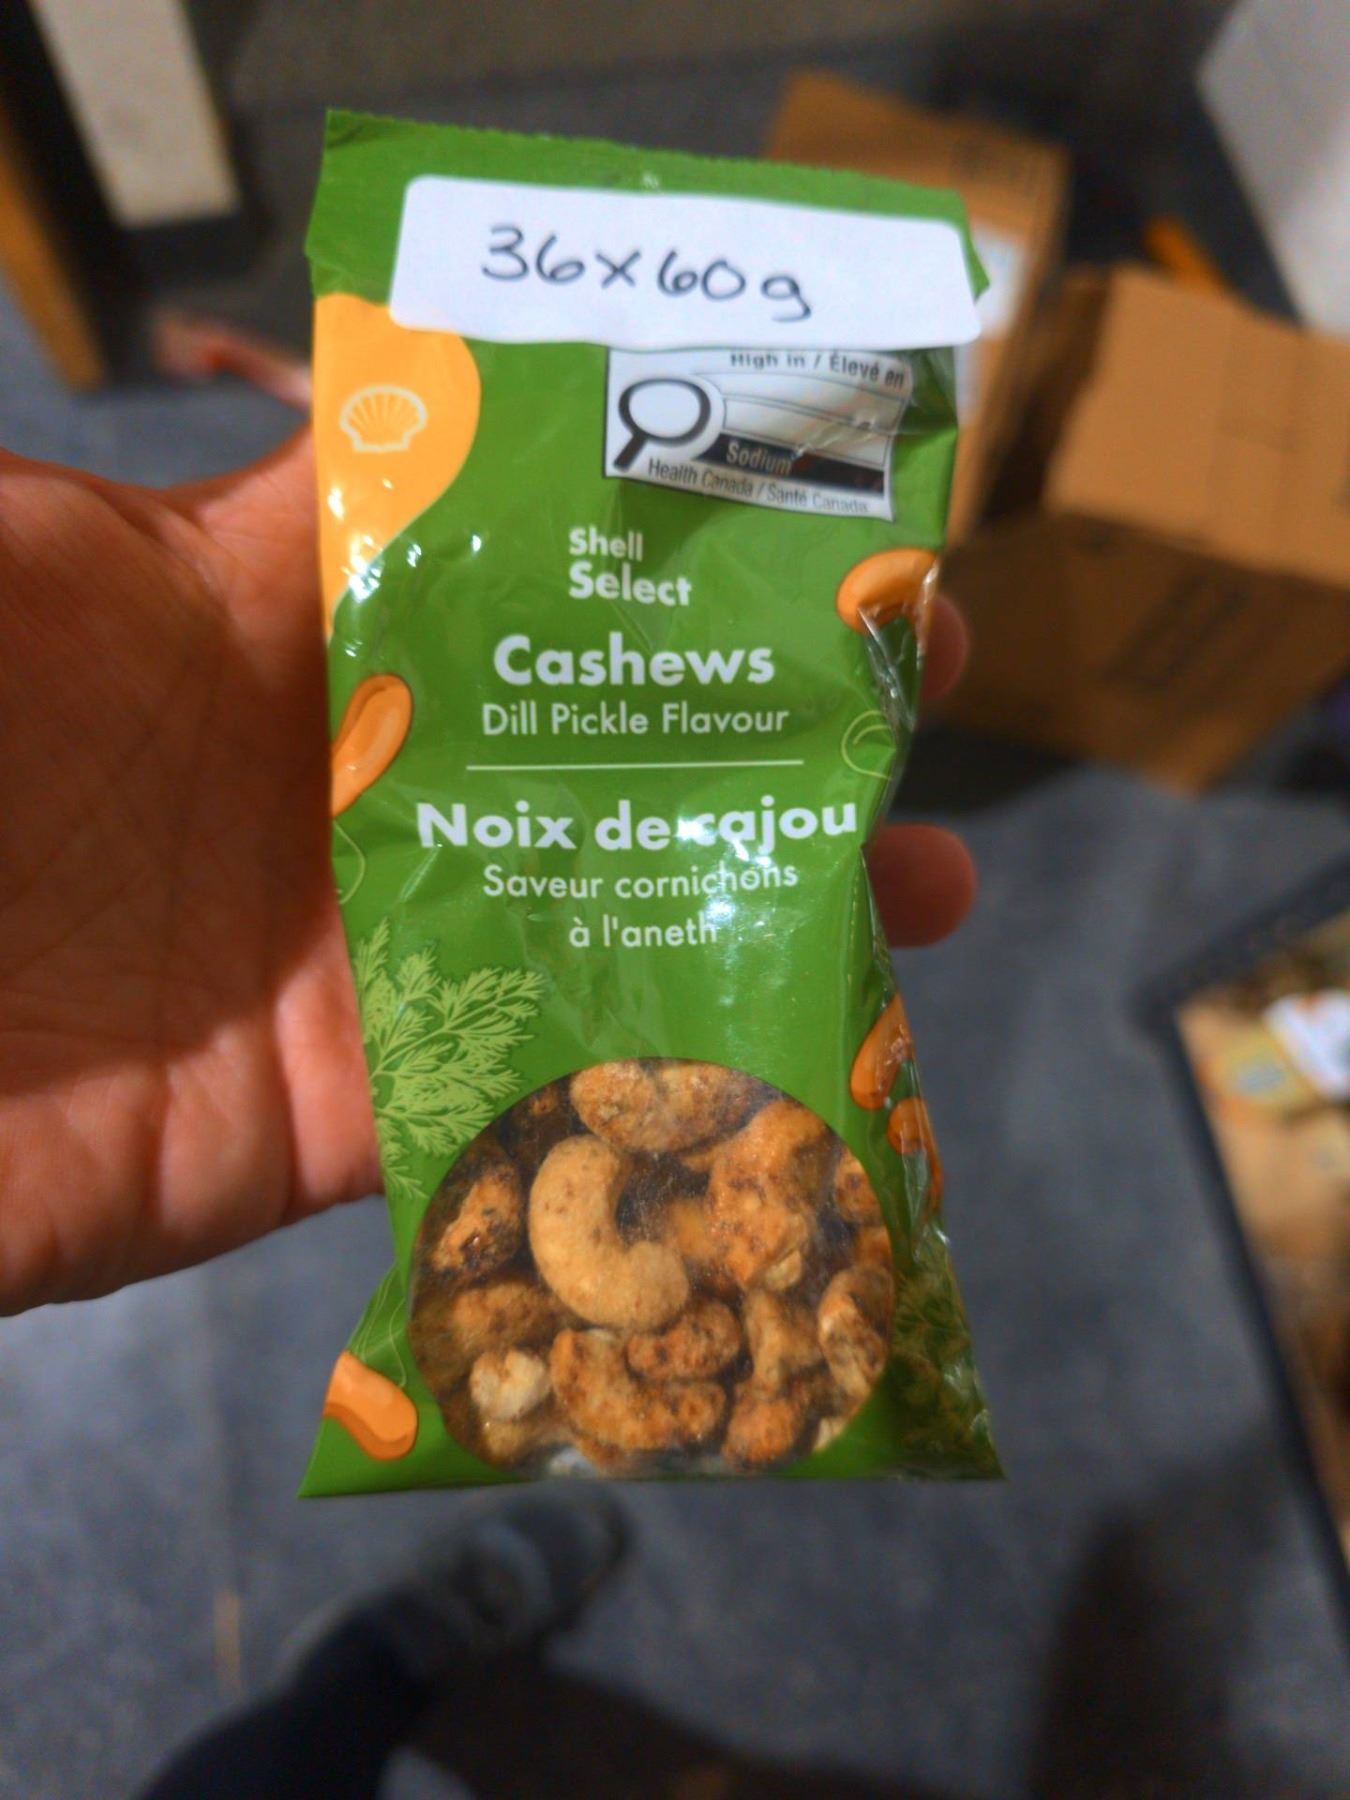 36x60g
High in / Élevé en
Sodium
Health Canada / Santé Canada
Shell
Select
Cashews
Dill Pickle Flavour
Noix de cajou
Saveur cornichons
à l'aneth